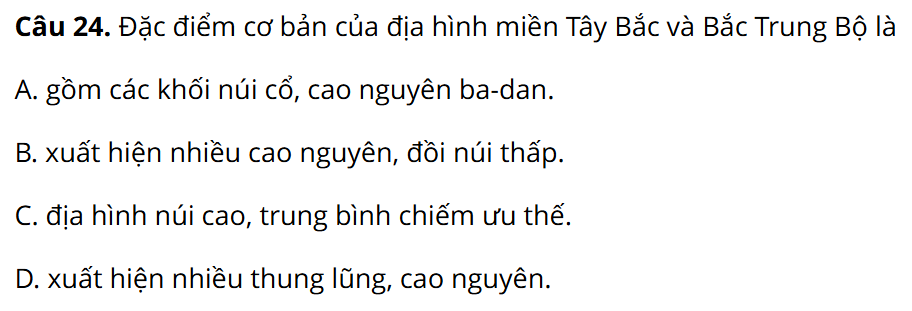 Câu 24. Đặc điểm cơ bản của địa hình miền Tây Bắc và Bắc Trung Bộ là
A. gồm các khối núi cổ, cao nguyên ba-dan.
B. xuất hiện nhiều cao nguyên, đồi núi thấp.
C. địa hình núi cao, trung bình chiếm ưu thế.
D. xuất hiện nhiều thung lũng, cao nguyên.